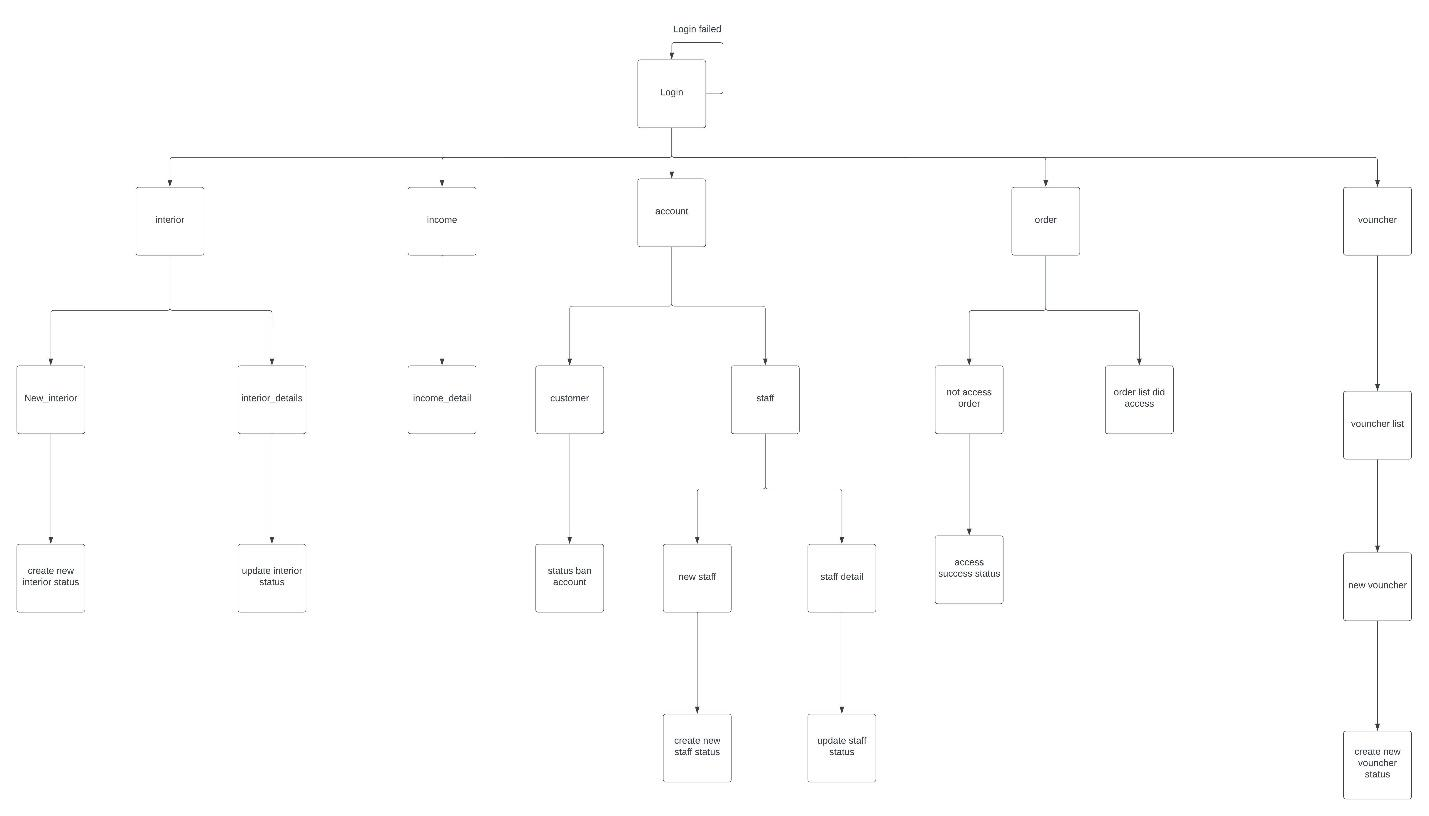 Login failed
Login
interior
income
account
order
vouncher
New_interior
interior_details
income_detail
customer
staff
not access
order
order list did
access
vouncher list
create new
interior status
update interior
status
status ban
account
new staff
staff detail
access
success status
new vouncher
create new
staff status
update staff
status
create new
vouncher
status